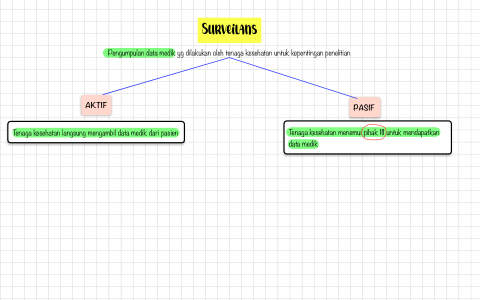 Surveilans
Pengumpulan data medik yg dilakukan oleh tenaga kesehatan untuk kepentingan penelitian
AKTIF
PASIF
Tenaga kesehatan langsung mengambil data medik dari pasien
Tenaga kesehatan menemui pihak III untuk mendapatkan
data medik